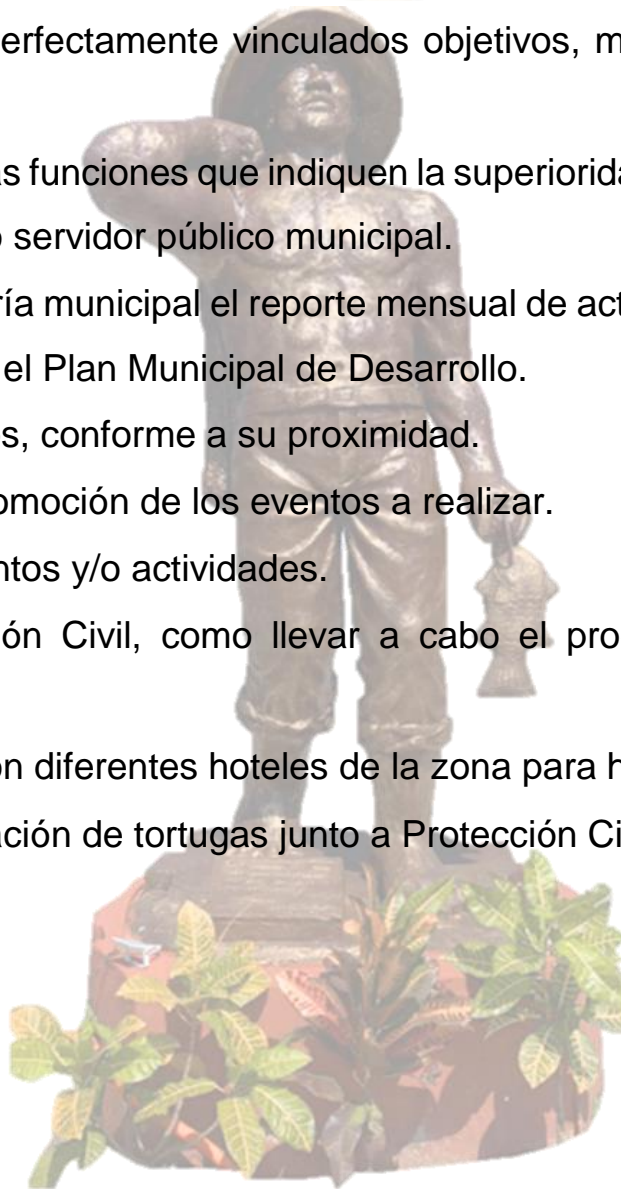 erfectamente vinculados objetivos, m
as funciones que indiquen la superiorida
o servidor público municipal.
ría municipal el reporte mensual de act
el Plan Municipal de Desarrollo.
s, conforme a su proximidad.
omoción de los eventos a realizar.
ntos y/o actividades.
ón Civil, como llevar a cabo el pro
on diferentes hoteles de la zona para h
ación de tortugas junto a Protección Ci